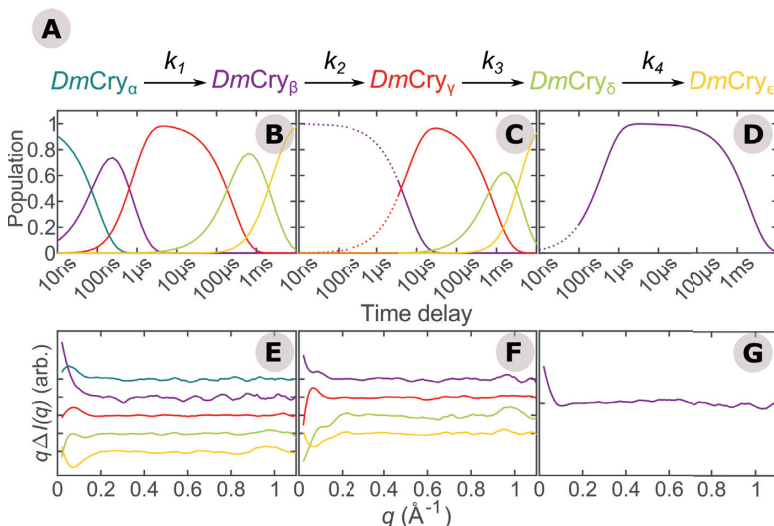 A
k₁ k₂ k₃ k₄
DmCryα DmCryβ DmCryγ DmCryδ DmCryϵ
B C D
Population
1
0.8
0.6
0.4
0.2
0
10ns 100ns 1μs 10μs 100μs 1ms 10ns 100ns 1μs 10μs 100μs 1ms 10ns 100ns 1μs 10μs 100μs 1ms
Time delay
E F G
qΔI(q) (arb.)
0 0.2 0.4 0.6 0.8 1 0 0.2 0.4 0.6 0.8 1 0 0.2 0.4 0.6 0.8 1
q (Å⁻¹)